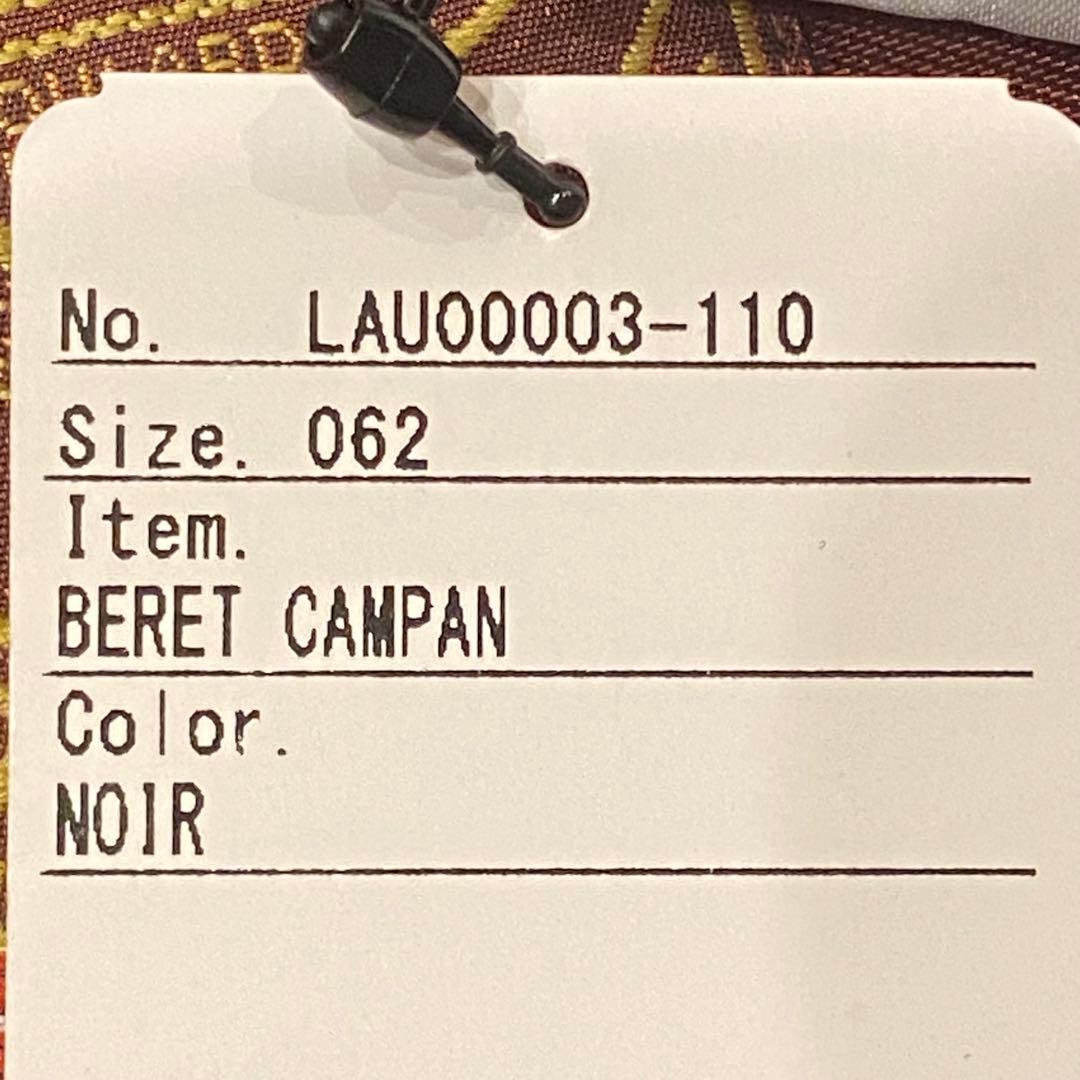 No. LAU00003-110
Size. 062
Item.
BERET CAMPAN
Color.
NOIR